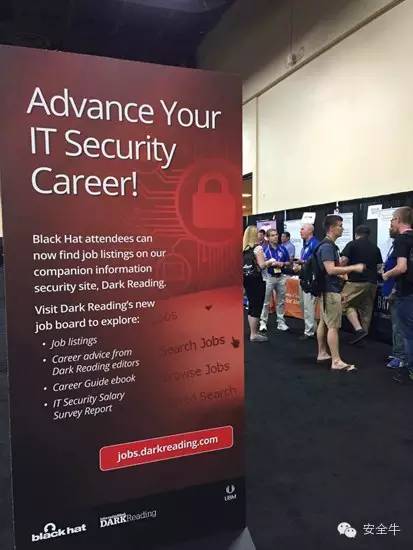 Advance Your
IT Security
Career!
Black Hat attendees can
now find job listings on our
companion information
security site, Dark Reading.
Visit Dark Reading's new
job board to explore:
• Job listings
• Career advice from
Dark Reading editors
• Career Guide ebook
• IT Security Salary
Survey Report
Jobs
Search Jobs
Browse Jobs
Search
jobs.darkreading.com
black hat
DARKReading
UBM
安全牛